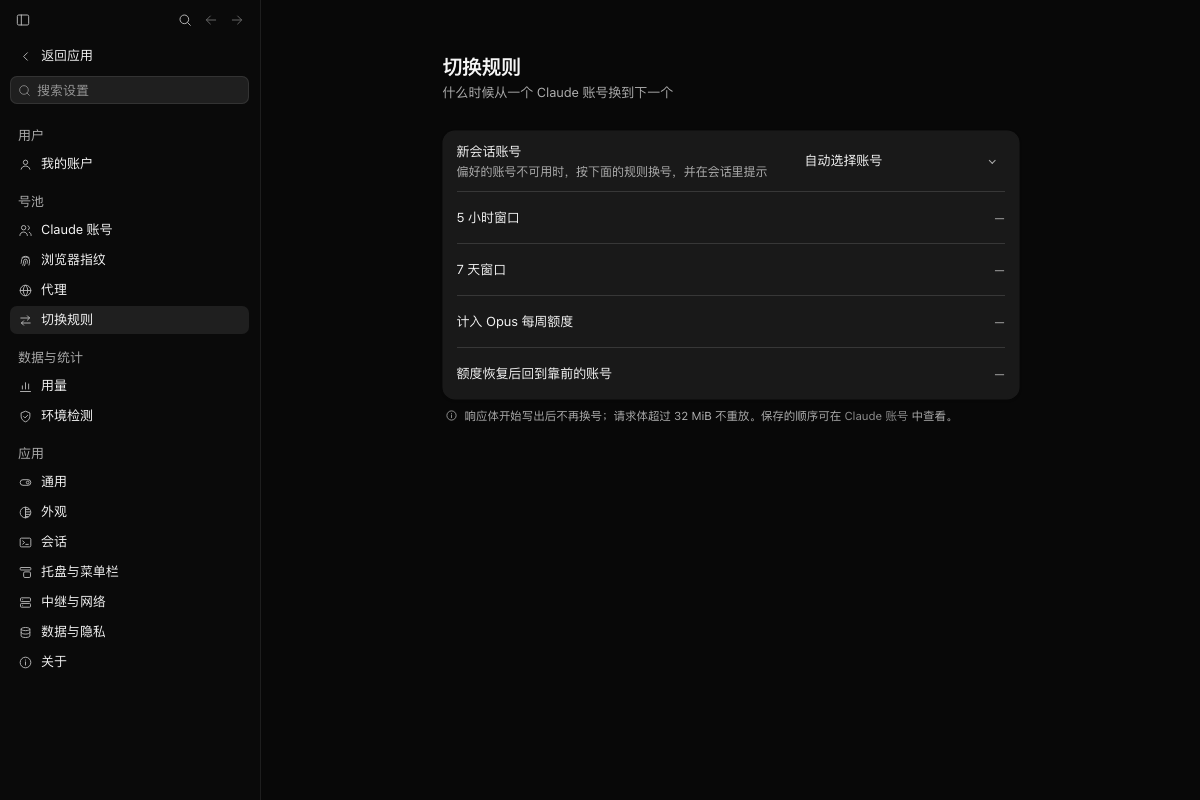 返回应用
搜索设置
用户
我的账户
号池
Claude 账号
浏览器指纹
代理
切换规则
数据与统计
用量
环境检测
应用
通用
外观
会话
托盘与菜单栏
中继与网络
数据与隐私
关于
切换规则
什么时候从一个 Claude 账号换到下一个
新会话账号
偏好的账号不可用时，按下面的规则换号，并在会话里提示
自动选择账号
5 小时窗口
—
7 天窗口
—
计入 Opus 每周额度
—
额度恢复后回到靠前的账号
—
响应体开始写出后不再换号；请求体超过 32 MiB 不重放。保存的顺序可在 Claude 账号 中查看。